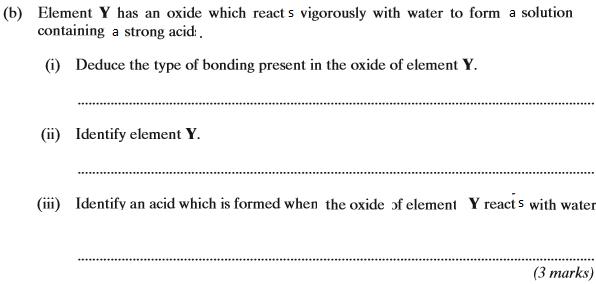 (b) Element Y has an oxide which reacts vigorously with water to form a solution
containing a strong acid.
(i) Deduce the type of bonding present in the oxide of element Y.
(ii) Identify element Y.
(iii) Identify an acid which is formed when the oxide of element Y reacts with water
(3 marks)